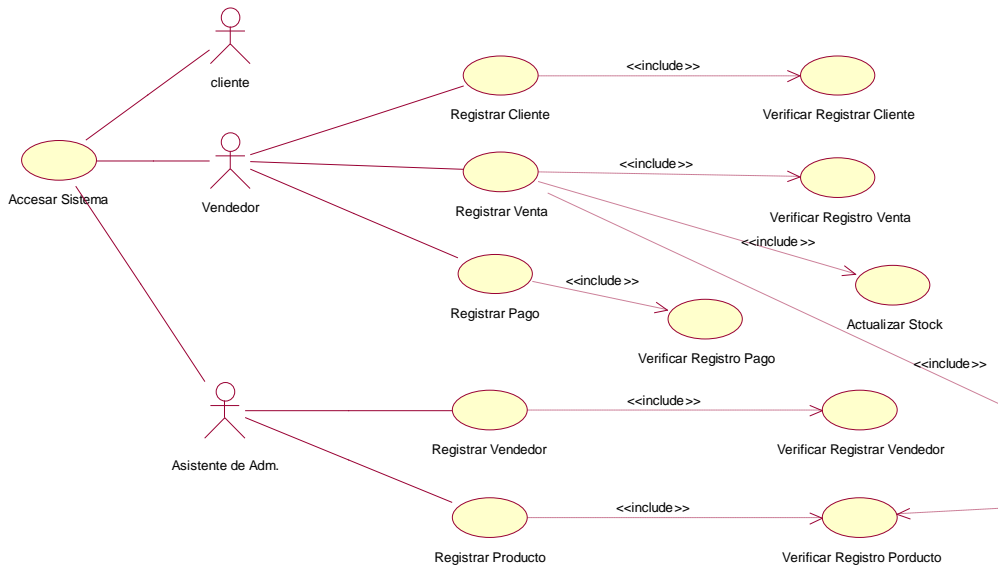 cliente
<<include>>
Registrar Cliente
Verificar Registrar Cliente
Accesar Sistema
Vendedor
<<include>>
Registrar Venta
Verificar Registro Venta
<<include>>
Actualizar Stock
<<include>>
Registrar Pago
Verificar Registro Pago
<<include>>
Asistente de Adm.
<<include>>
Registrar Vendedor
Verificar Registrar Vendedor
<<include>>
Registrar Producto
Verificar Registro Porducto